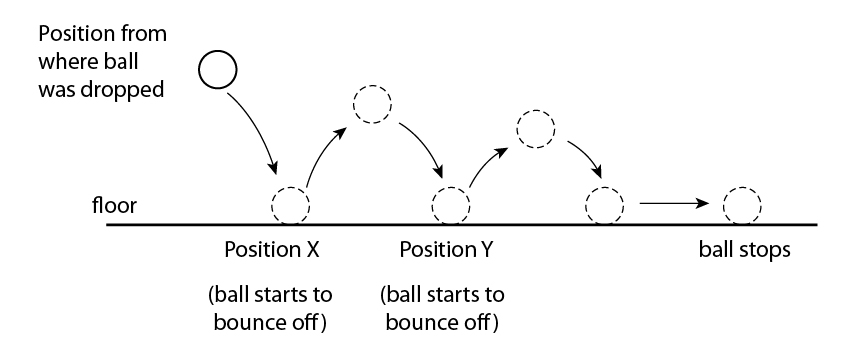 Position from
where ball
was dropped
floor
Position X
(ball starts to
bounce off)
Position Y
(ball starts to
bounce off)
ball stops